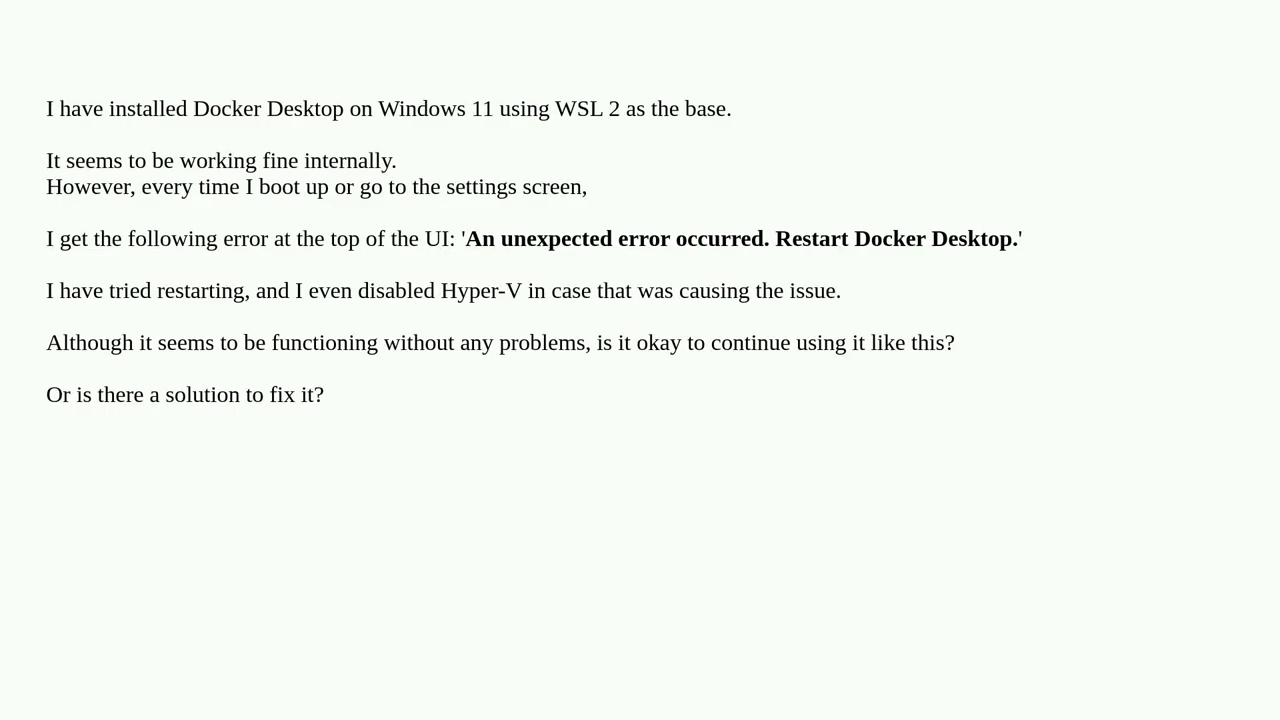 I have installed Docker Desktop on Windows 11 using WSL 2 as the base.
It seems to be working fine internally.
However, every time I boot up or go to the settings screen,
I get the following error at the top of the UI: 'An unexpected error occurred. Restart Docker Desktop.'
I have tried restarting, and I even disabled Hyper-V in case that was causing the issue.
Although it seems to be functioning without any problems, is it okay to continue using it like this?
Or is there a solution to fix it?